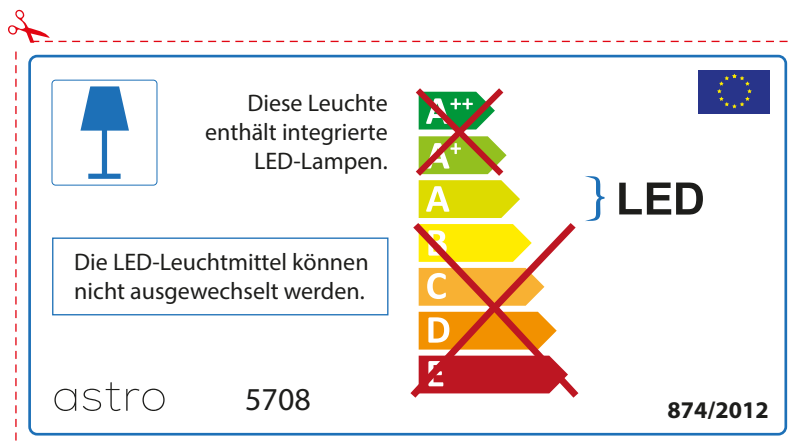 Diese Leuchte
enthält integrierte
LED-Lampen.
Die LED-Leuchtmittel können
nicht ausgewechselt werden.
A++
A+
A
B
C
D
E
LED
astro 5708
874/2012